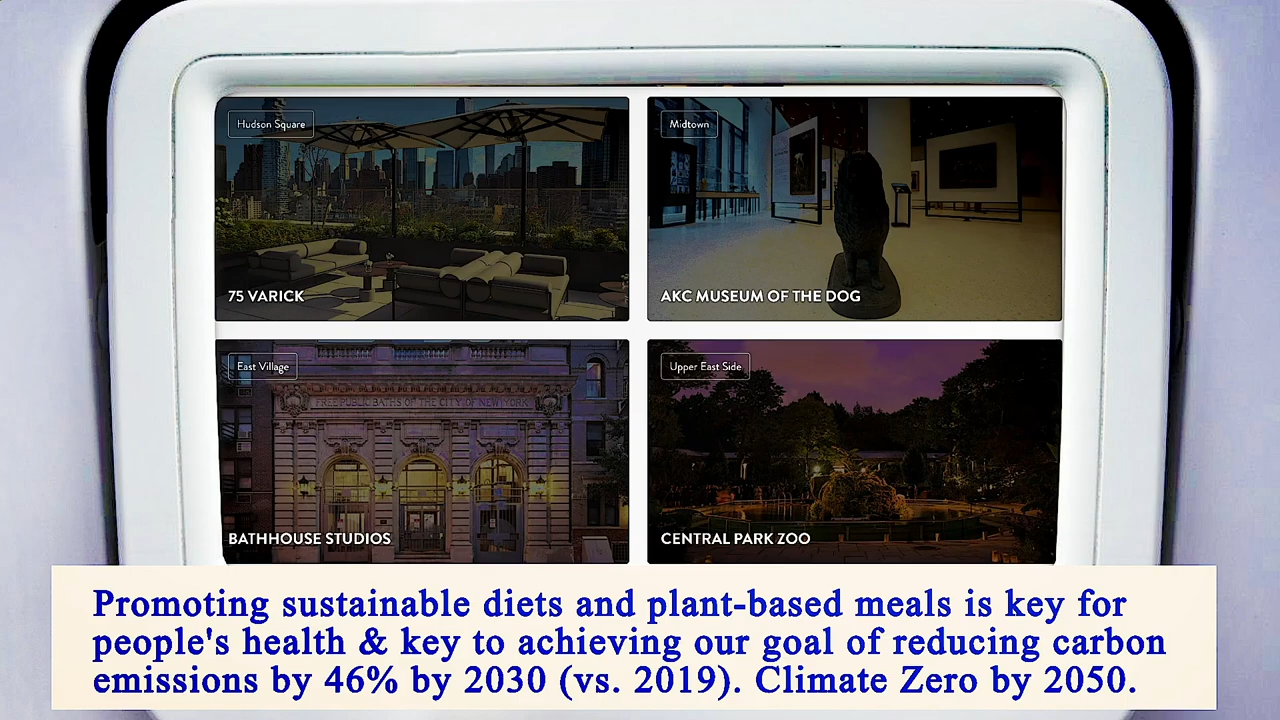 Hudson Square
75 VARICK
Midtown
AKC MUSEUM OF THE DOG
East Village
FREE PUBLIC BATHS OF THE CITY OF NEW YORK
BATHHOUSE STUDIOS
Upper East Side
CENTRAL PARK ZOO
Promoting sustainable diets and plant-based meals is key for
people's health & key to achieving our goal of reducing carbon
emissions by 46% by 2030 (vs. 2019). Climate Zero by 2050.